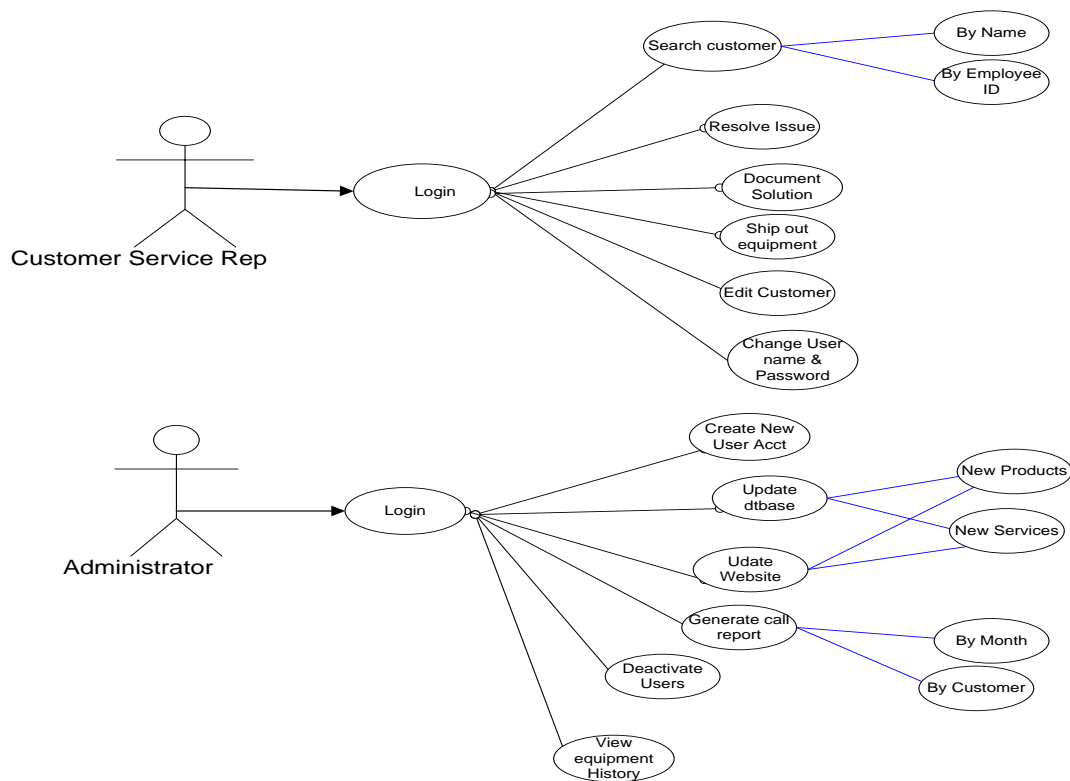 Search customer
By Name
By Employee
ID
Resolve Issue
Login
Document
Solution
Ship out
equipment
Customer Service Rep
Edit Customer
Change User
name &
Password
Create New
User Acct
New Products
Update
dtbase
Login
New Services
Administrator
Udate
Website
Generate call
report
By Month
Deactivate
Users
By Customer
View
equipment
History